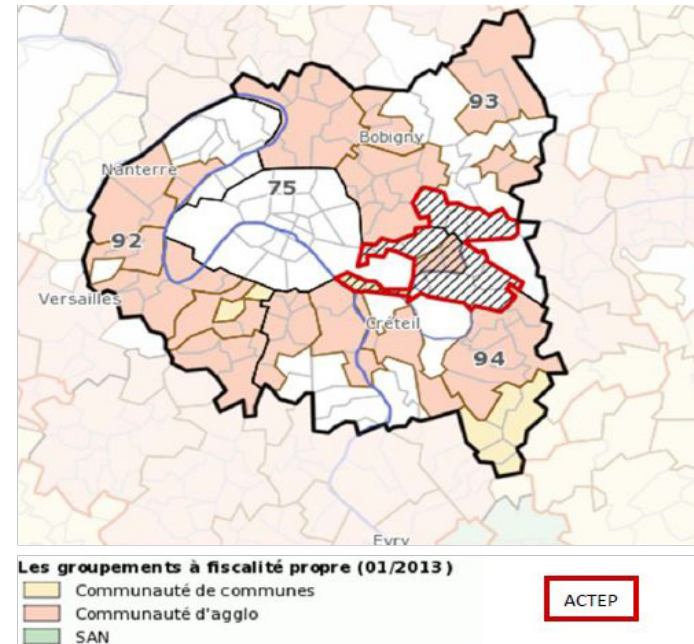 93
Bobigny
Nanterre
75
92
Versailles
Créteil
94
Evry
Les groupements à fiscalité propre (01/2013)
Communauté de communes
Communauté d'agglo
SAN
ACTEP